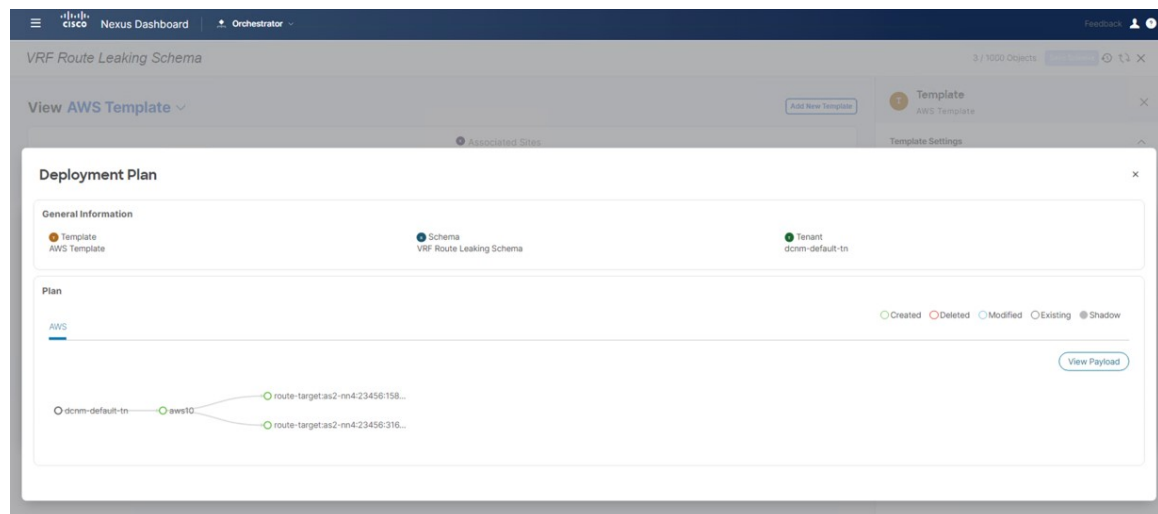 cisco Nexus Dashboard Orchestrator Feedback
VRF Route Leaking Schema 3 / 1000 Objects
View AWS Template Add New Template
T Template
AWS Template
Associated Sites
Template Settings
Deployment Plan
General Information
Template Schema Tenant
AWS Template VRF Route Leaking Schema dcnm-default-tn
Plan
Created Deleted Modified Existing Shadow
AWS
View Payload
route-target:as2-nn4:23456:158...
dcnm-default-tn aws10
route-target:as2-nn4:23456:316...